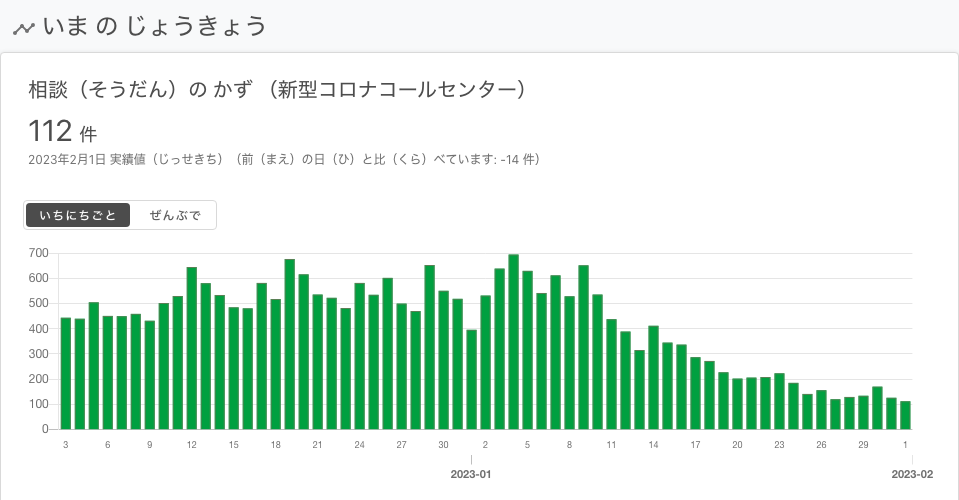 いま の じょうきょう
相談（そうだん）の かず （新型コロナコールセンター）
112 件
2023年2月1日 実績値（じっせきち）（前（まえ）の日（ひ）と比（くら）べています: -14 件）
いちにちごと ぜんぶで
700
600
500
400
300
200
100
0
3 6 9 12 15 18 21 24 27 30 2 5 8 11 14 17 20 23 26 29 1
2023-01 2023-02